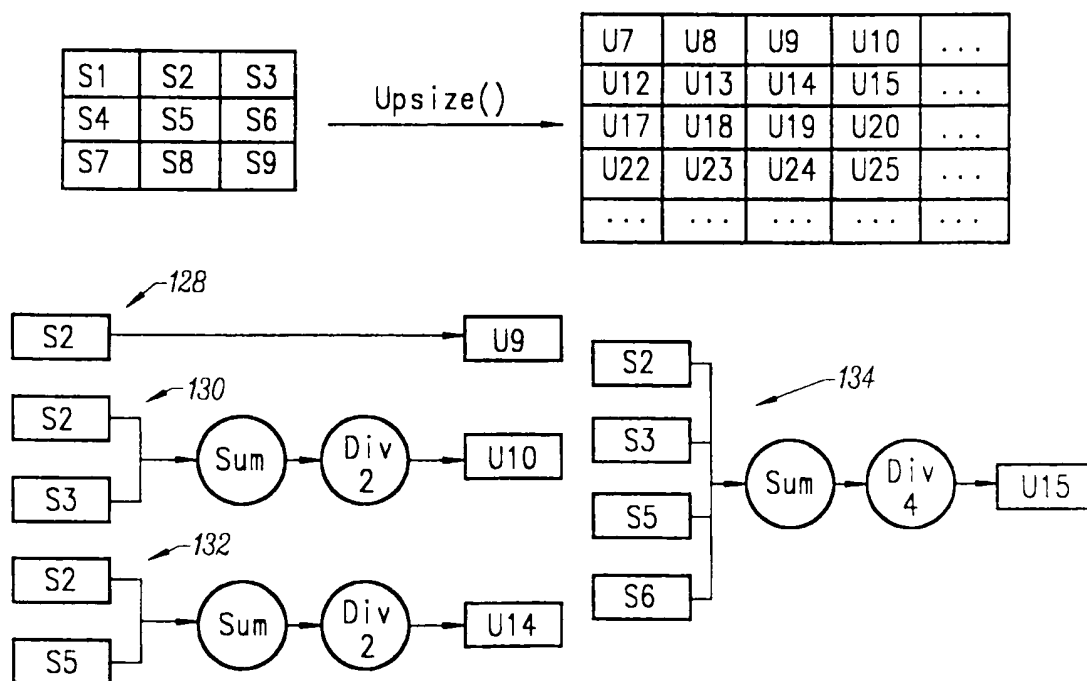 S1 S2 S3
S4 S5 S6
S7 S8 S9
Upsize()
U7 U8 U9 U10 ...
U12 U13 U14 U15 ...
U17 U18 U19 U20 ...
U22 U23 U24 U25 ...
... ... ... ... ...
128
S2 U9
130
S2
S3
Sum Div 2 U10
132
S2
S5
Sum Div 2 U14
134
S2
S3
S5
S6
Sum Div 4 U15